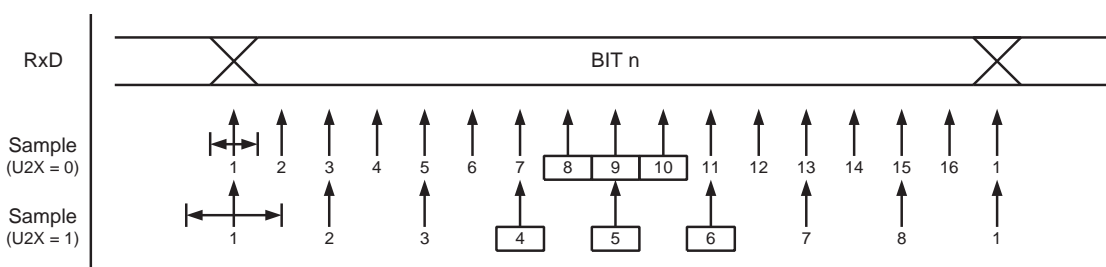 RxD
BIT n
Sample
(U2X = 0)
1 2 3 4 5 6 7 8 9 10 11 12 13 14 15 16 1
Sample
(U2X = 1)
1 2 3 4 5 6 7 8 1